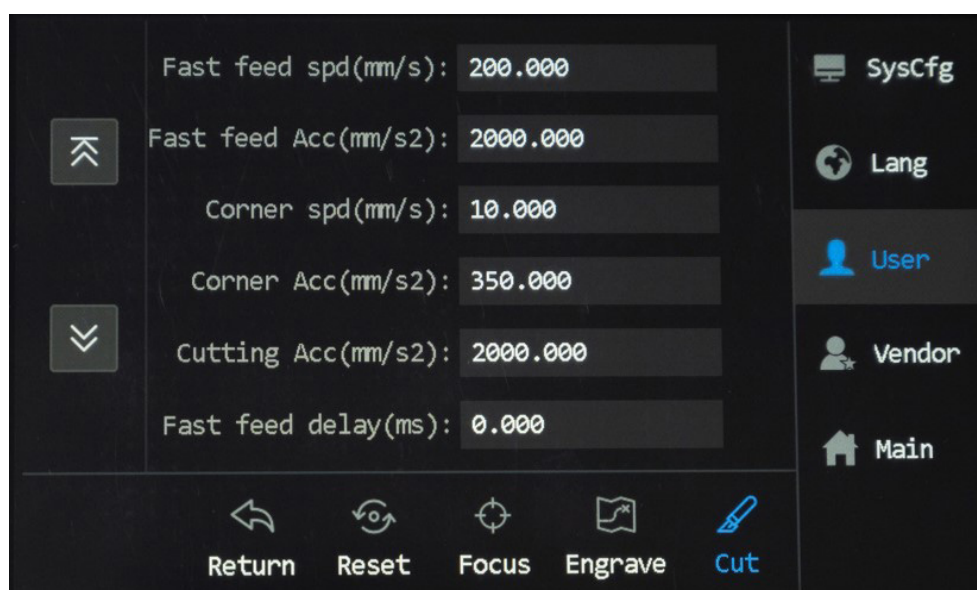 Fast feed spd(mm/s): 200.000
Fast feed Acc(mm/s2): 2000.000
Corner spd(mm/s): 10.000
Corner Acc(mm/s2): 350.000
Cutting Acc(mm/s2): 2000.000
Fast feed delay(ms): 0.000
SysCfg
Lang
User
Vendor
Main
Return Reset Focus Engrave Cut